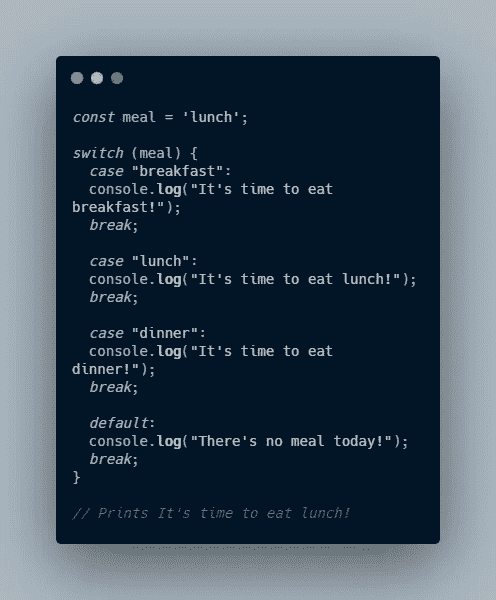 const meal = 'lunch';
switch (meal) {
case "breakfast":
console.log("It's time to eat
breakfast!");
break;
case "lunch":
console.log("It's time to eat lunch!");
break;
case "dinner":
console.log("It's time to eat
dinner!");
break;
default:
console.log("There's no meal today!");
break;
}
// Prints It's time to eat lunch!